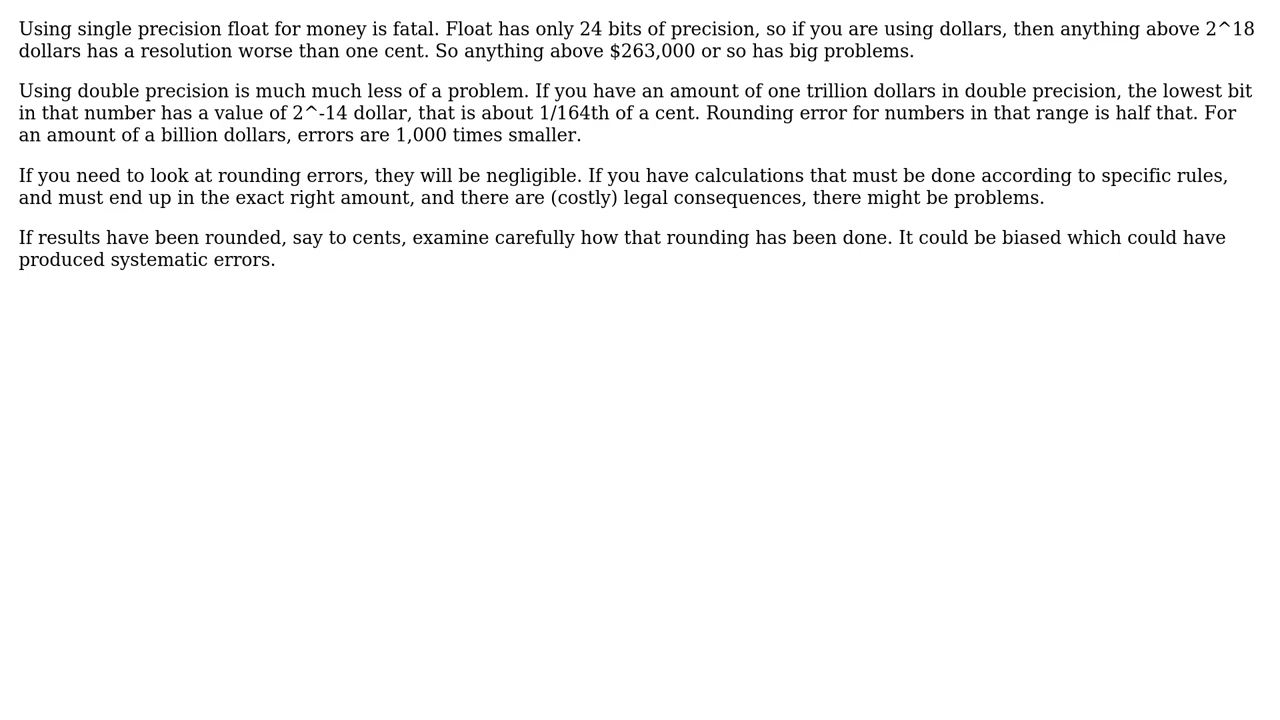 Using single precision float for money is fatal. Float has only 24 bits of precision, so if you are using dollars, then anything above 2^18
dollars has a resolution worse than one cent. So anything above $263,000 or so has big problems.
Using double precision is much much less of a problem. If you have an amount of one trillion dollars in double precision, the lowest bit
in that number has a value of 2^-14 dollar, that is about 1/164th of a cent. Rounding error for numbers in that range is half that. For
an amount of a billion dollars, errors are 1,000 times smaller.
If you need to look at rounding errors, they will be negligible. If you have calculations that must be done according to specific rules,
and must end up in the exact right amount, and there are (costly) legal consequences, there might be problems.
If results have been rounded, say to cents, examine carefully how that rounding has been done. It could be biased which could have
produced systematic errors.